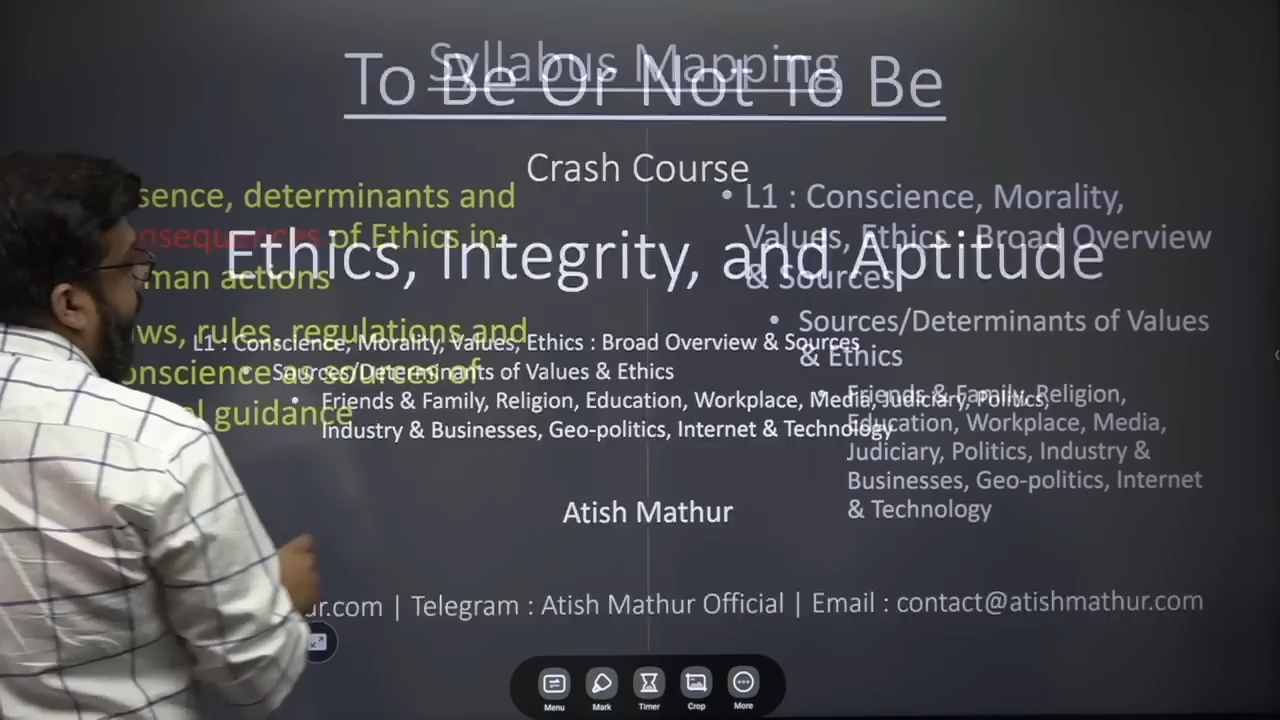 Syllabus Mapping
To Be Or Not To Be
Crash Course
Ethics, Integrity, and Aptitude
L1 : Conscience, Morality, Values, Ethics : Broad Overview & Sources
• Sources/Determinants of Values & Ethics
• Friends & Family, Religion, Education, Workplace, Media, Judiciary, Politics,
Industry & Businesses, Geo-politics, Internet & Technology
Atish Mathur
ur.com | Telegram : Atish Mathur Official | Email : contact@atishmathur.com
sence, determinants and
nsequences of Ethics in
man actions
ws, rules, regulations and
onscience as sources of
l guidance
• L1 : Conscience, Morality,
Values, Ethics : Broad Overview
& Sources
• Sources/Determinants of Values
& Ethics
• Friends & Family, Religion,
Education, Workplace, Media,
Judiciary, Politics, Industry &
Businesses, Geo-politics, Internet
& Technology
Menu Mark Timer Crop More